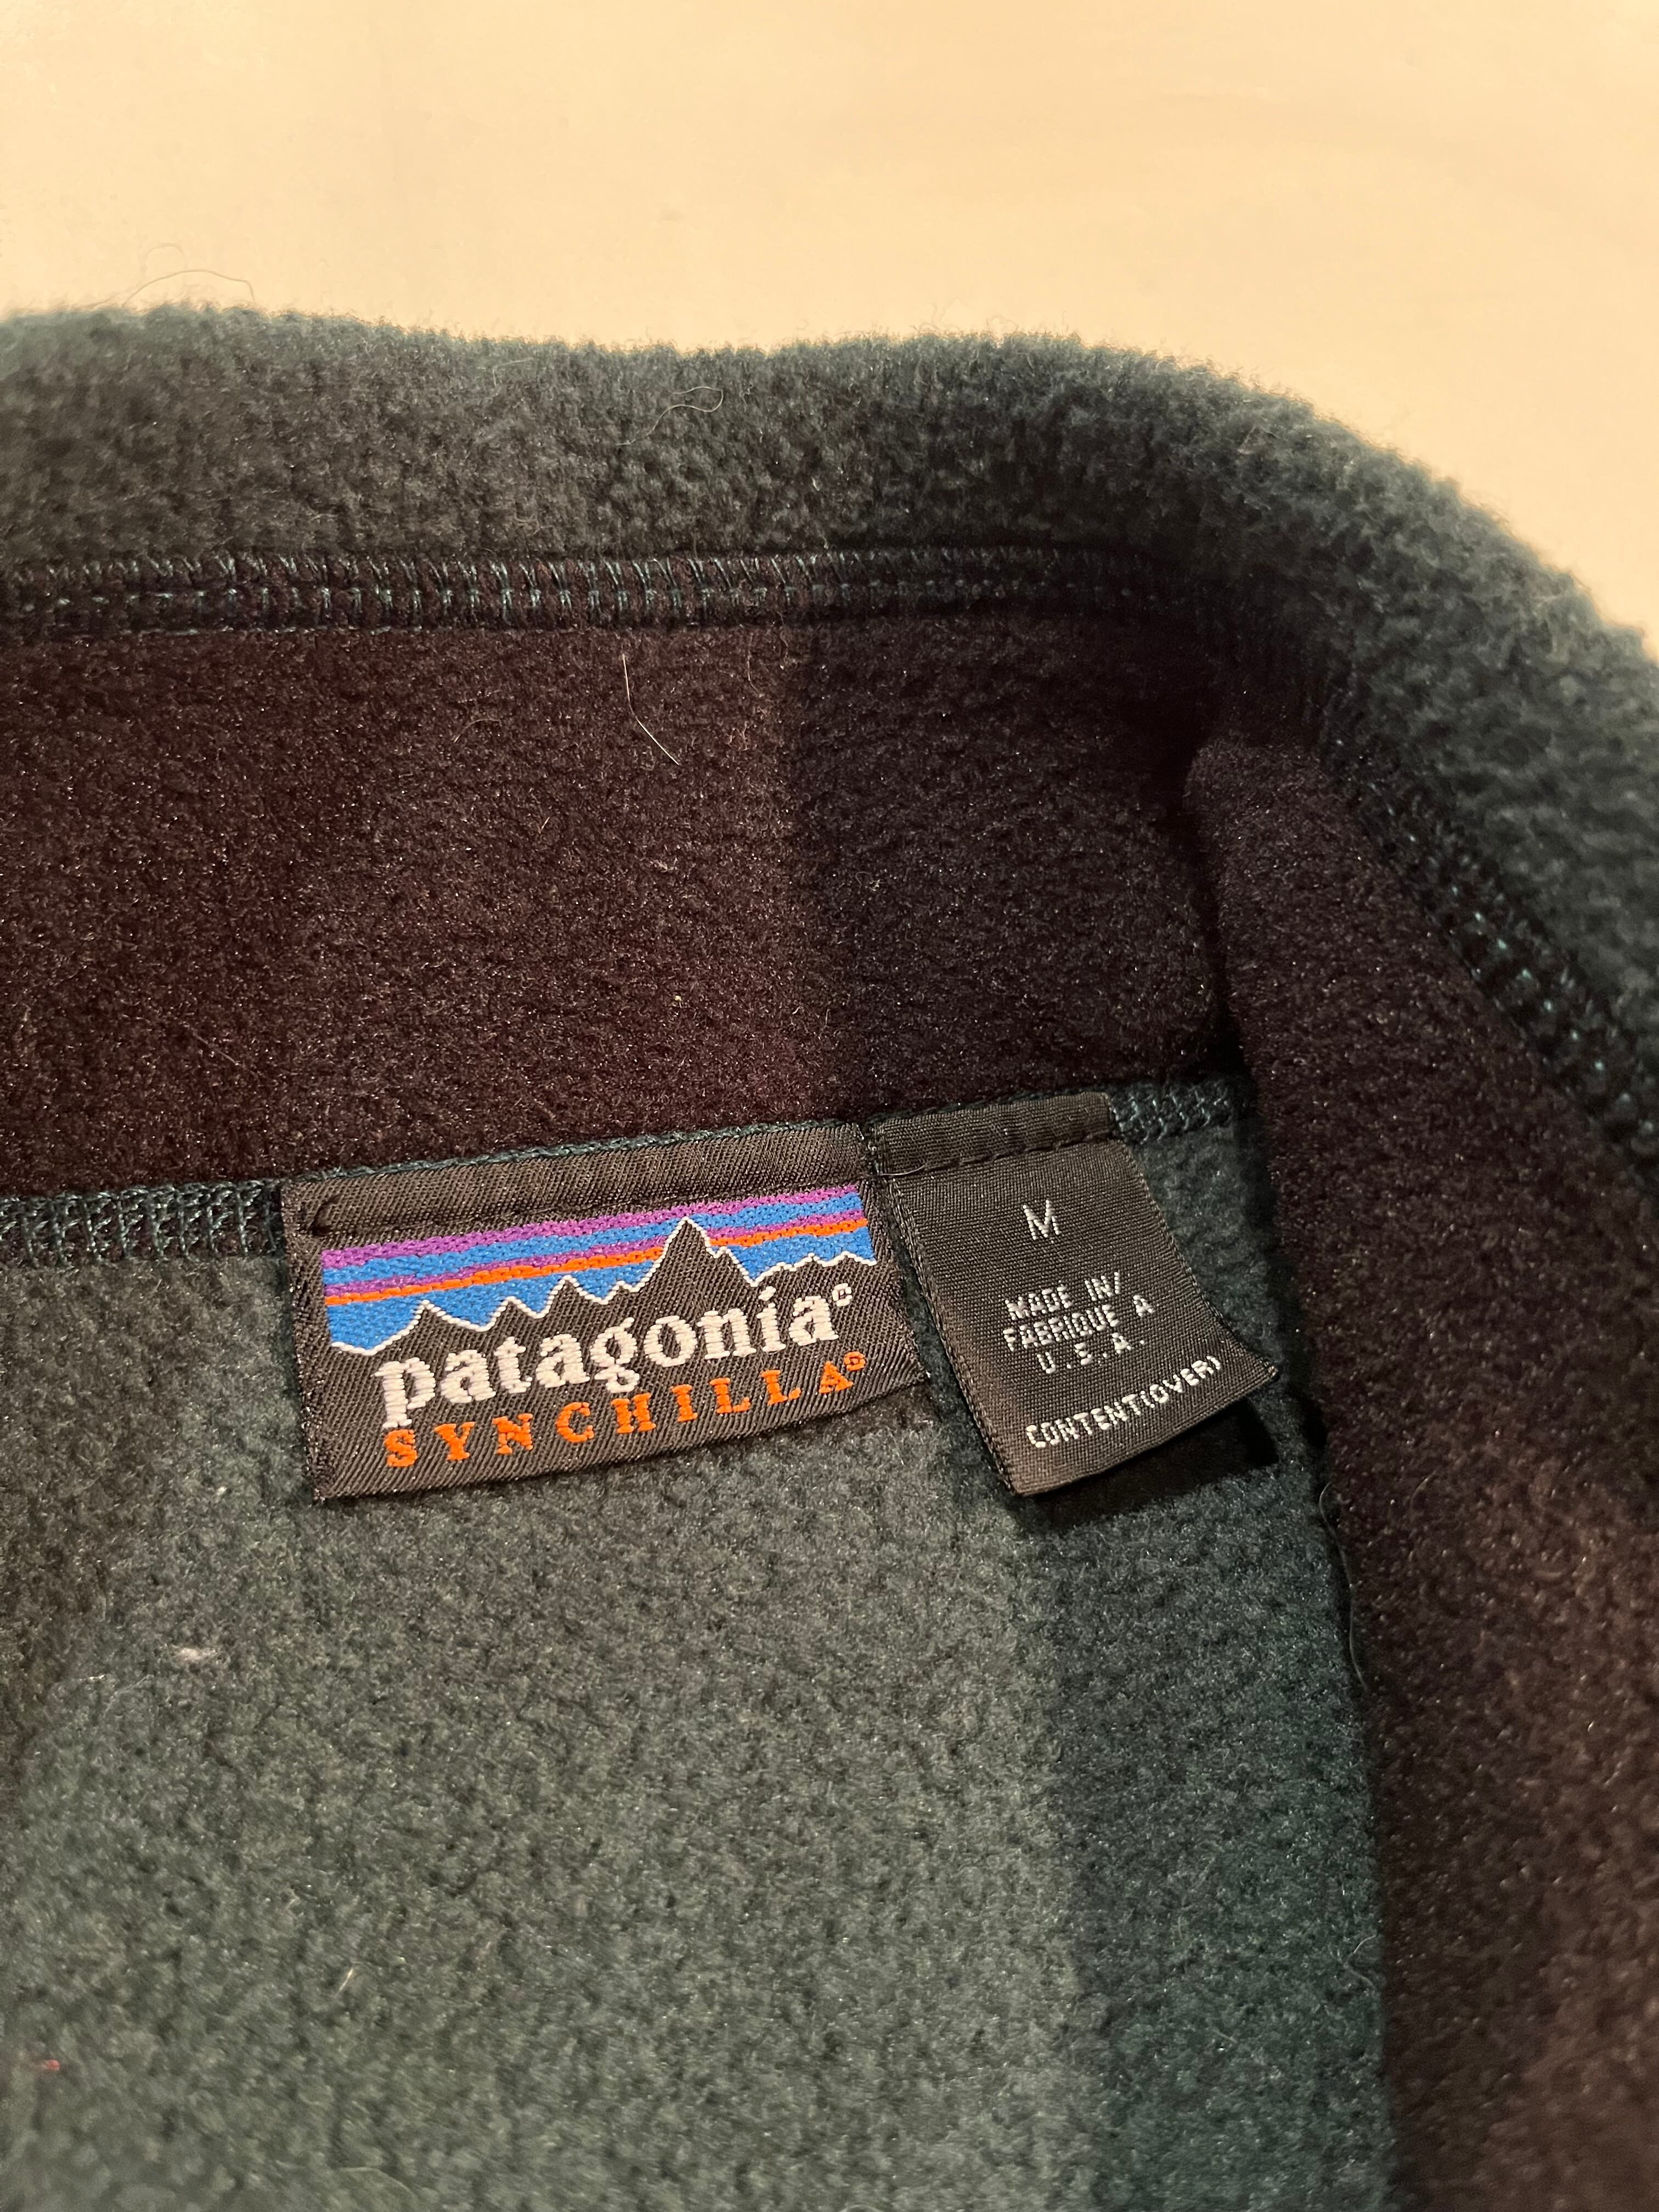 patagonia®
SYNCHILLA®
M
MADE IN/
FABRIQUE A
U.S.A.
CONTENT(OVER)